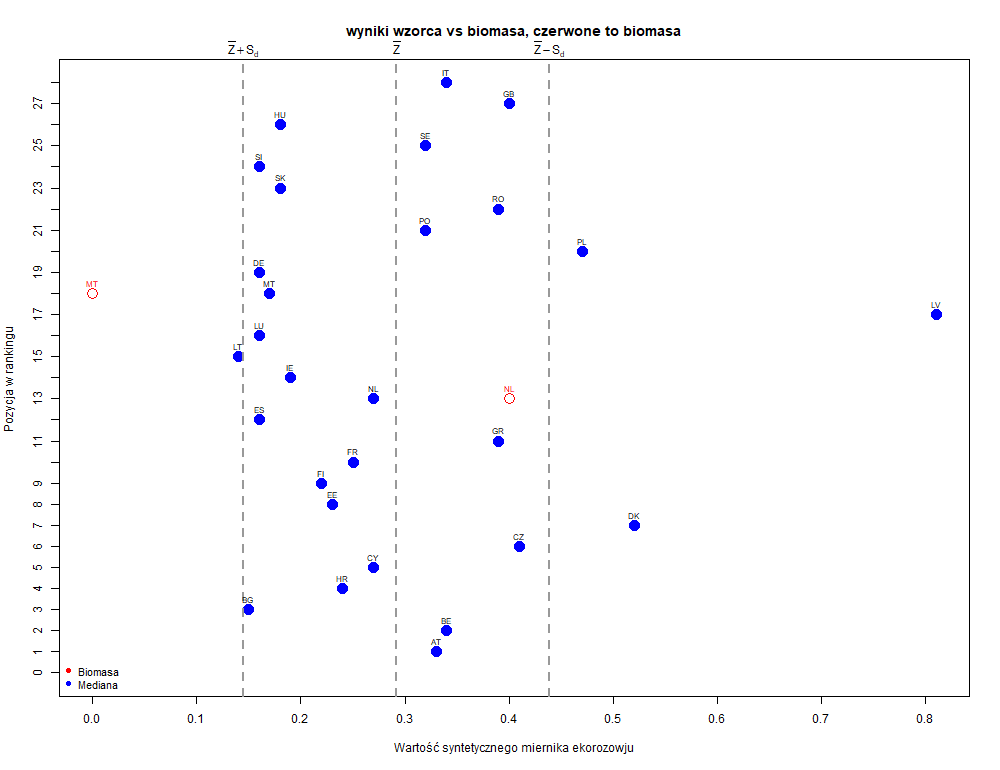 wyniki wzorca vs biomasa, czerwone to biomasa
Z̅+Sd Z̅ Z̅−Sd
IT
GB
27
HU
SE
25
SI
SK
23
RO
PO
21
PL
DE
19
MT
MT
LV
17
LU
LT
15
IE
NL
NL
13
ES
GR
11
FR
FI
9
EE
8
DK
7
CZ
6
CY
5
HR
4
BG
3
BE
2
AT
1
0
Pozycja w rankingu
Biomasa
Mediana
0.0 0.1 0.2 0.3 0.4 0.5 0.6 0.7 0.8
Wartość syntetycznego miernika ekorozowju